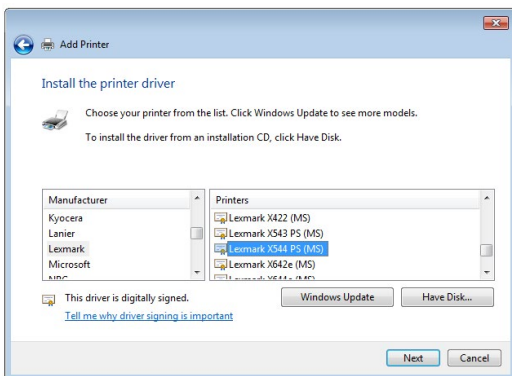 Add Printer
Install the printer driver
Choose your printer from the list. Click Windows Update to see more models.
To install the driver from an installation CD, click Have Disk.
Manufacturer
Kyocera
Lanier
Lexmark
Microsoft
Printers
Lexmark X422 (MS)
Lexmark X543 PS (MS)
Lexmark X544 PS (MS)
Lexmark X642e (MS)
This driver is digitally signed.
Tell me why driver signing is important
Windows Update
Have Disk...
Next
Cancel